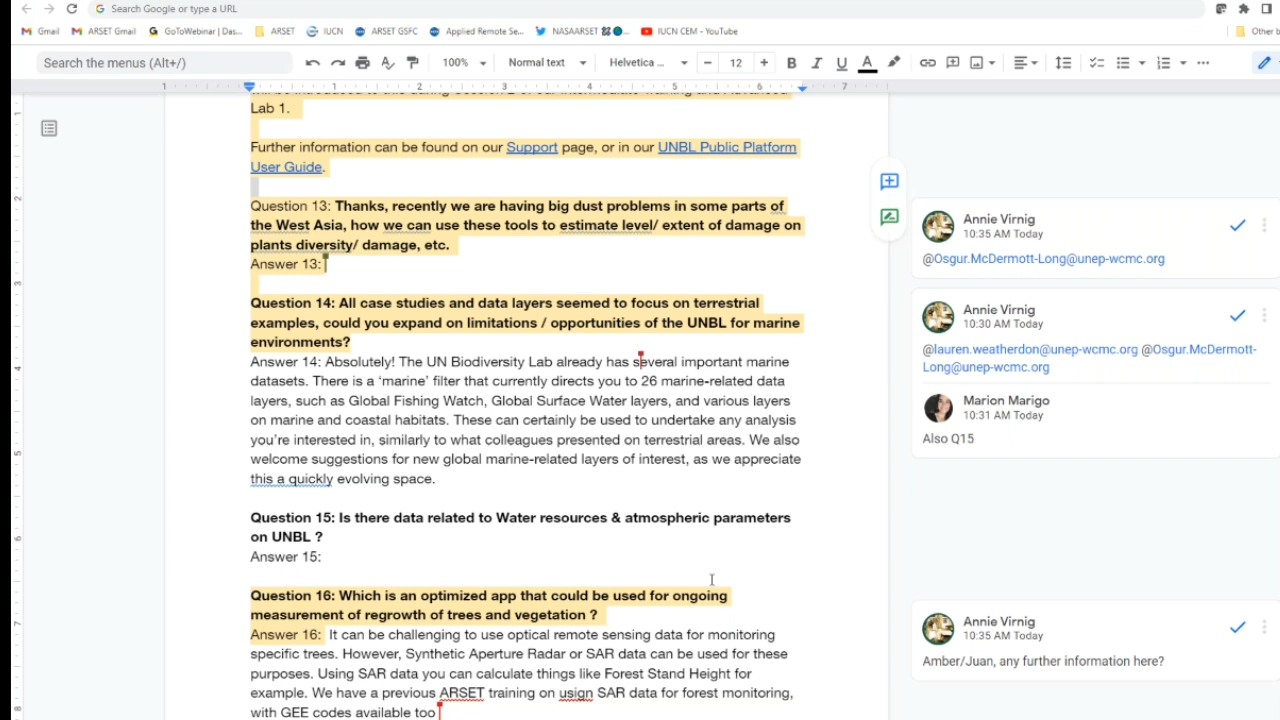 Search Google or type a URL
Gmail ARSET Gmail GoToWebinar | Das... ARSET IUCN ARSET GSFC Applied Remote Se... NASAARSET IUCN CEM - YouTube Other b
Search the menus (Alt+/) 100% Normal text Helvetica ... 12 B I U A
1 1 2 3 4 5 6 7
Lab 1.
Further information can be found on our Support page, or in our UNBL Public Platform
User Guide.
Question 13: Thanks, recently we are having big dust problems in some parts of
the West Asia, how we can use these tools to estimate level/ extent of damage on
plants diversity/ damage, etc.
Answer 13:
Question 14: All case studies and data layers seemed to focus on terrestrial
examples, could you expand on limitations / opportunities of the UNBL for marine
environments?
Answer 14: Absolutely! The UN Biodiversity Lab already has several important marine
datasets. There is a ‘marine’ filter that currently directs you to 26 marine-related data
layers, such as Global Fishing Watch, Global Surface Water layers, and various layers
on marine and coastal habitats. These can certainly be used to undertake any analysis
you’re interested in, similarly to what colleagues presented on terrestrial areas. We also
welcome suggestions for new global marine-related layers of interest, as we appreciate
this a quickly evolving space.
Question 15: Is there data related to Water resources & atmospheric parameters
on UNBL ?
Answer 15:
Question 16: Which is an optimized app that could be used for ongoing
measurement of regrowth of trees and vegetation ?
Answer 16: It can be challenging to use optical remote sensing data for monitoring
specific trees. However, Synthetic Aperture Radar or SAR data can be used for these
purposes. Using SAR data you can calculate things like Forest Stand Height for
example. We have a previous ARSET training on usign SAR data for forest monitoring,
with GEE codes available too
Annie Virnig
10:35 AM Today
@Osgur.McDermott-Long@unep-wcmc.org
Annie Virnig
10:30 AM Today
@lauren.weatherdon@unep-wcmc.org @Osgur.McDermott-
Long@unep-wcmc.org
Marion Marigo
10:31 AM Today
Also Q15
Annie Virnig
10:35 AM Today
Amber/Juan, any further information here?